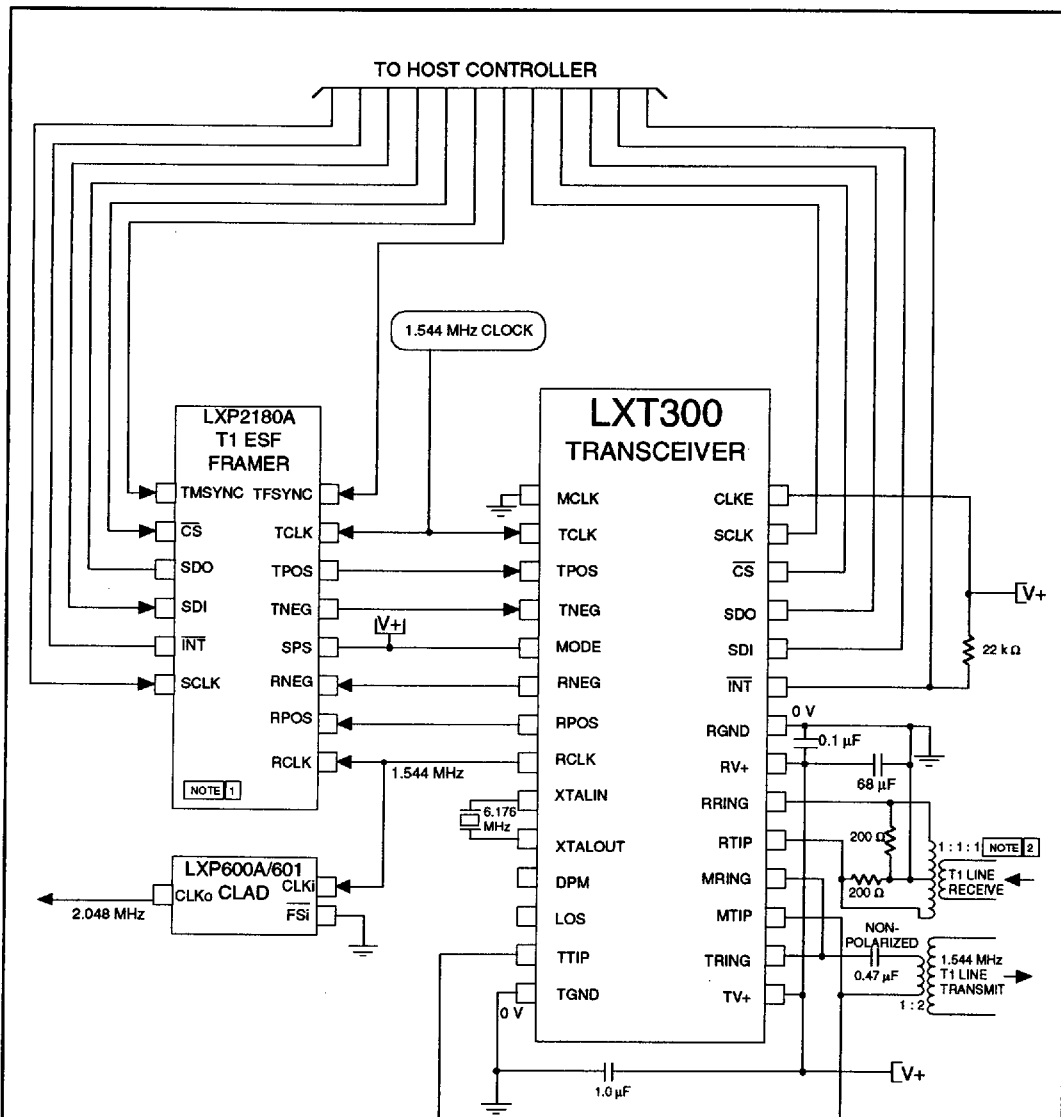 TO HOST CONTROLLER
1.544 MHz CLOCK
LXP2180A
T1 ESF
FRAMER
TMSYNC TFSYNC
CS TCLK
SDO TPOS
SDI TNEG
INT SPS
SCLK RNEG
RPOS
RCLK
NOTE 1
V+
1.544 MHz
LXT300
TRANSCEIVER
MCLK CLKE
TCLK SCLK
TPOS CS
TNEG SDO
MODE SDI
RNEG INT
RPOS RGND
RCLK RV+
XTALIN RRING
XTALOUT RTIP
DPM MRING
LOS MTIP
TTIP TRING
TGND TV+
6.176
MHz
V+
22 k Ω
0 V
0.1 µF
68 µF
200 Ω
200 Ω
1 : 1 : 1 NOTE 2
T1 LINE
RECEIVE
NON-
POLARIZED
0.47 µF
1.544 MHz
T1 LINE
TRANSMIT
1 : 2
LXP600A/601
CLKo CLAD CLKi
FSi
2.048 MHz
0 V
1.0 µF
V+